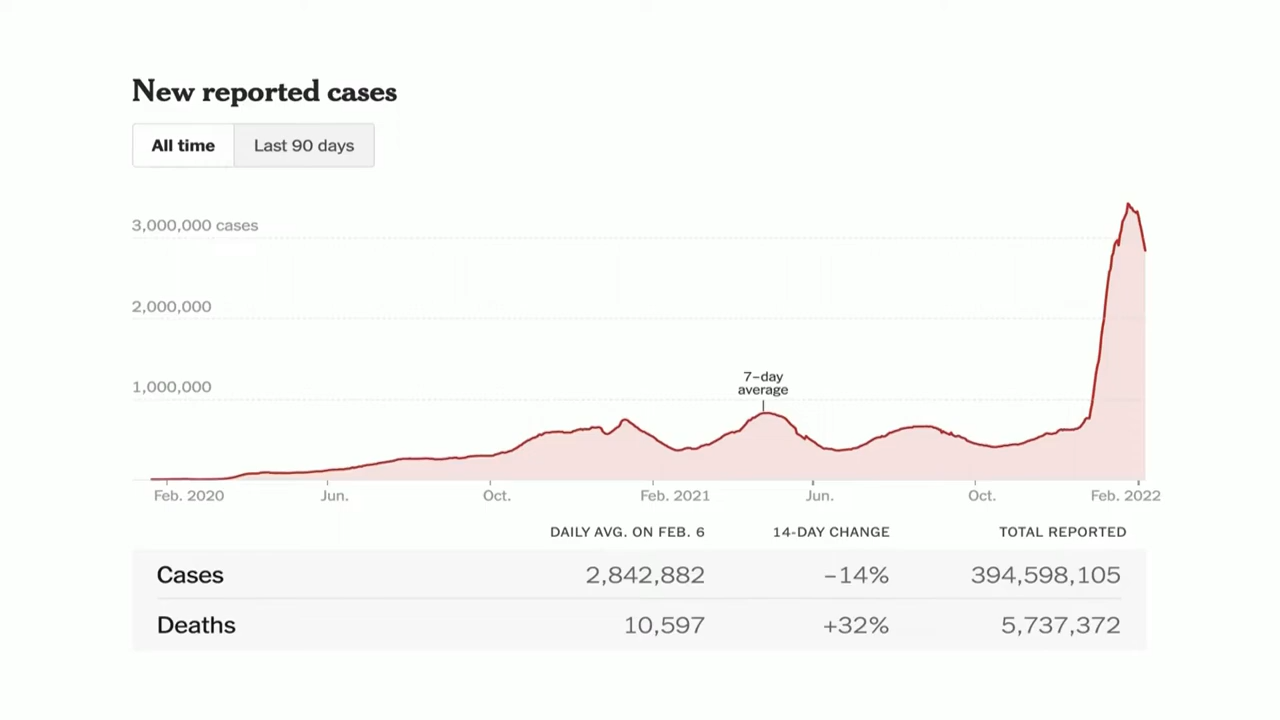 New reported cases
All time Last 90 days
3,000,000 cases
2,000,000
1,000,000
7–day
average
Feb. 2020 Jun. Oct. Feb. 2021 Jun. Oct. Feb. 2022
DAILY AVG. ON FEB. 6 14-DAY CHANGE TOTAL REPORTED
Cases 2,842,882 –14% 394,598,105
Deaths 10,597 +32% 5,737,372